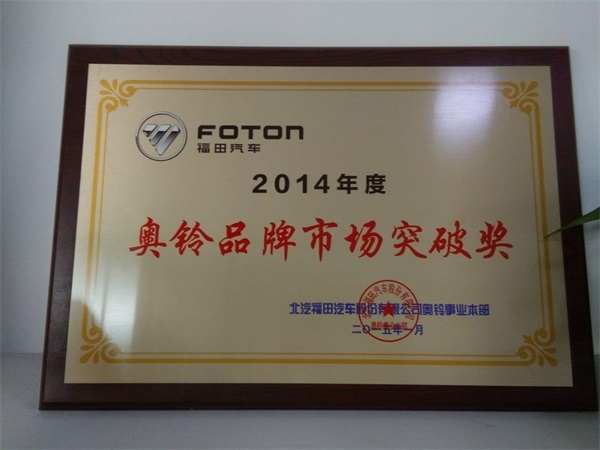 FOTON
福田汽车
2014年度
奥铃品牌市场突破奖
北汽福田汽车股份有限公司奥铃事业本部
二〇一五年一月